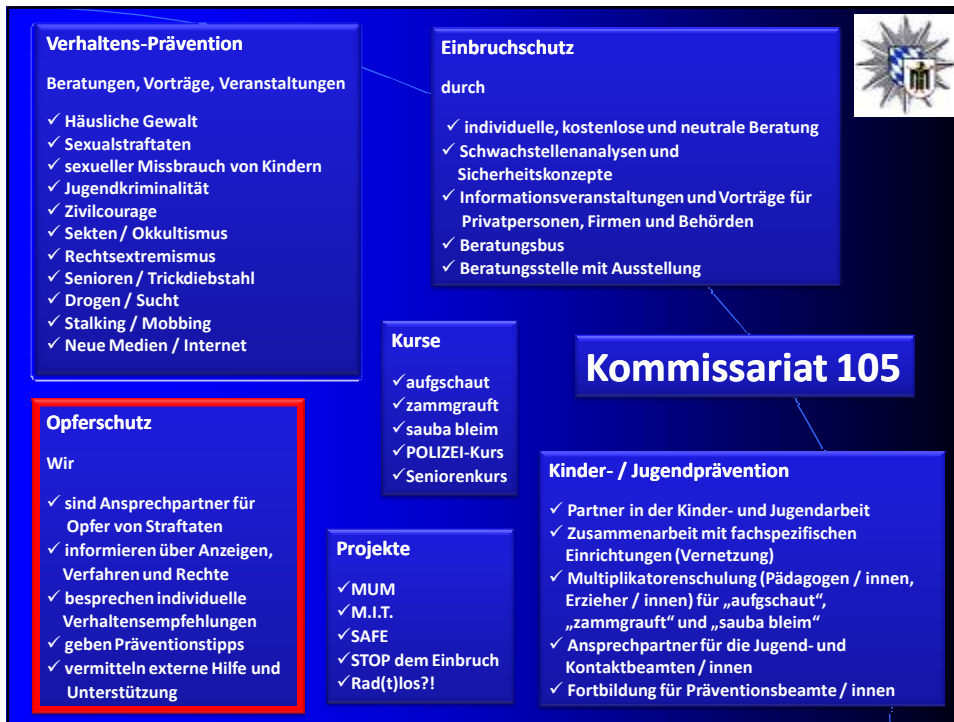 Verhaltens-Prävention
Beratungen, Vorträge, Veranstaltungen
✓ Häusliche Gewalt
✓ Sexualstraftaten
✓ sexueller Missbrauch von Kindern
✓ Jugendkriminalität
✓ Zivilcourage
✓ Sekten / Okkultismus
✓ Rechtsextremismus
✓ Senioren / Trickdiebstahl
✓ Drogen / Sucht
✓ Stalking / Mobbing
✓ Neue Medien / Internet
Einbruchschutz
durch
✓ individuelle, kostenlose und neutrale Beratung
✓ Schwachstellenanalysen und
Sicherheitskonzepte
✓ Informationsveranstaltungen und Vorträge für
Privatpersonen, Firmen und Behörden
✓ Beratungsbus
✓ Beratungsstelle mit Ausstellung
Kommissariat 105
Kurse
✓ aufgschaut
✓ zammgrauft
✓ sauba bleim
✓ POLIZEI-Kurs
✓ Seniorenkurs
Opferschutz
Wir
✓ sind Ansprechpartner für
Opfer von Straftaten
✓ informieren über Anzeigen,
Verfahren und Rechte
✓ besprechen individuelle
Verhaltensempfehlungen
✓ geben Präventionstipps
✓ vermitteln externe Hilfe und
Unterstützung
Projekte
✓ MUM
✓ M.I.T.
✓ SAFE
✓ STOP dem Einbruch
✓ Rad(t)los?!
Kinder- / Jugendprävention
✓ Partner in der Kinder- und Jugendarbeit
✓ Zusammenarbeit mit fachspezifischen
Einrichtungen (Vernetzung)
✓ Multiplikatorenschulung (Pädagogen / innen,
Erzieher / innen) für „aufgschaut“,
„zammgrauft“ und „sauba bleim“
✓ Ansprechpartner für die Jugend- und
Kontaktbeamten / innen
✓ Fortbildung für Präventionsbeamte / innen